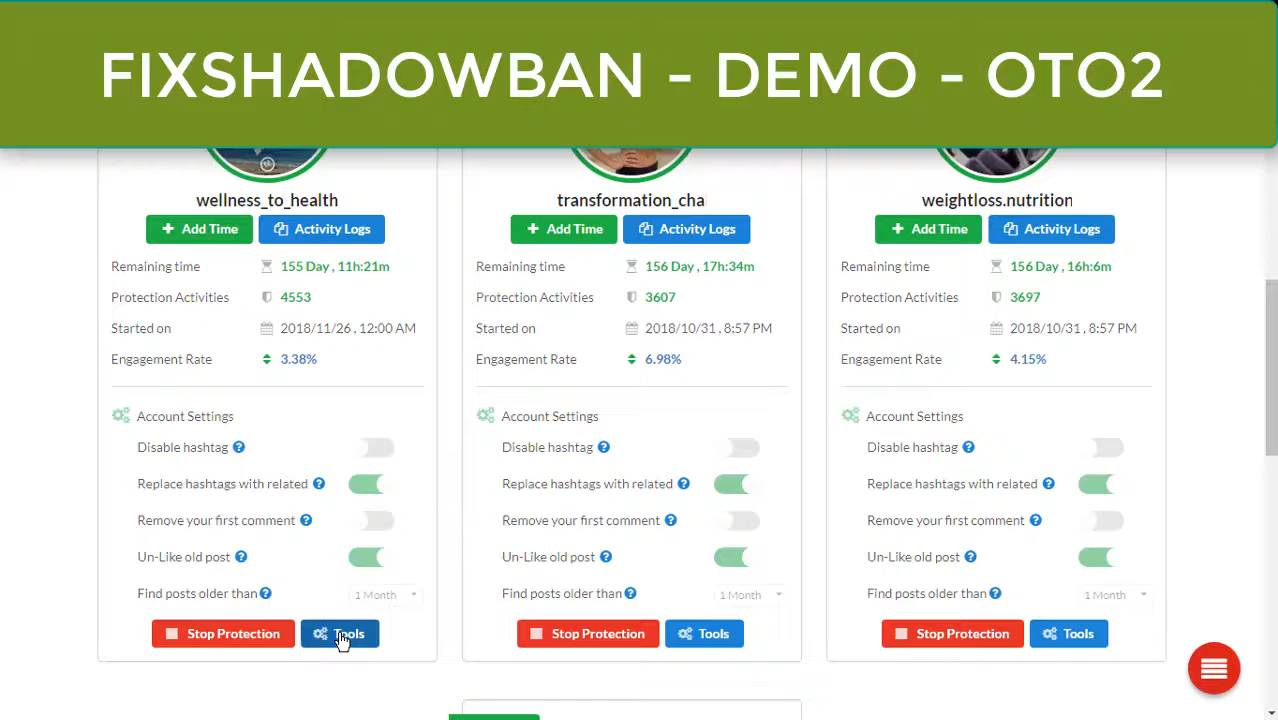 FIXSHADOWBAN - DEMO - OTO2
wellness_to_health
Add Time Activity Logs
Remaining time 155 Day , 11h:21m
Protection Activities 4553
Started on 2018/11/26 , 12:00 AM
Engagement Rate 3.38%
Account Settings
Disable hashtag ?
Replace hashtags with related ?
Remove your first comment ?
Un-Like old post ?
Find posts older than ? 1 Month
Stop Protection Tools
transformation_cha
Add Time Activity Logs
Remaining time 156 Day , 17h:34m
Protection Activities 3607
Started on 2018/10/31 , 8:57 PM
Engagement Rate 6.98%
Account Settings
Disable hashtag ?
Replace hashtags with related ?
Remove your first comment ?
Un-Like old post ?
Find posts older than ? 1 Month
Stop Protection Tools
weightloss.nutrition
Add Time Activity Logs
Remaining time 156 Day , 16h:6m
Protection Activities 3697
Started on 2018/10/31 , 8:57 PM
Engagement Rate 4.15%
Account Settings
Disable hashtag ?
Replace hashtags with related ?
Remove your first comment ?
Un-Like old post ?
Find posts older than ? 1 Month
Stop Protection Tools